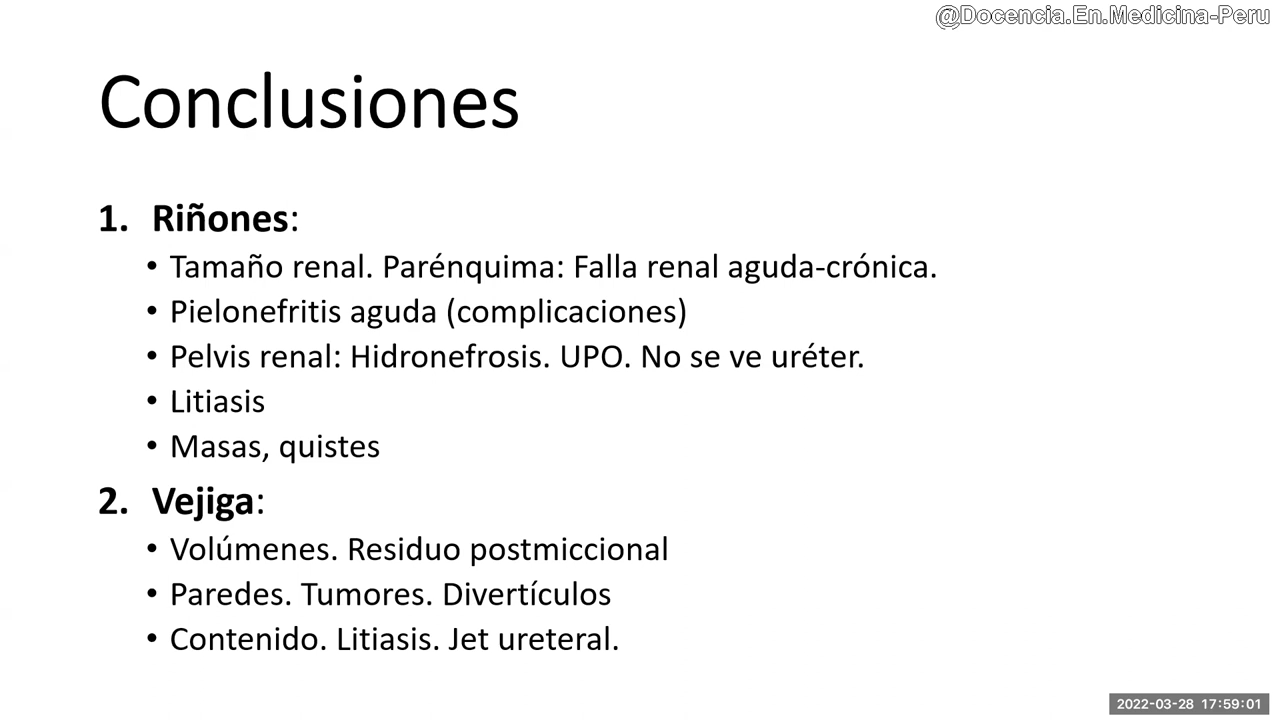 @Docencia.En.Medicina-Peru
Conclusiones
1. Riñones:
• Tamaño renal. Parénquima: Falla renal aguda-crónica.
• Pielonefritis aguda (complicaciones)
• Pelvis renal: Hidronefrosis. UPO. No se ve uréter.
• Litiasis
• Masas, quistes
2. Vejiga:
• Volúmenes. Residuo postmiccional
• Paredes. Tumores. Divertículos
• Contenido. Litiasis. Jet ureteral.
2022-03-28 17:59:01